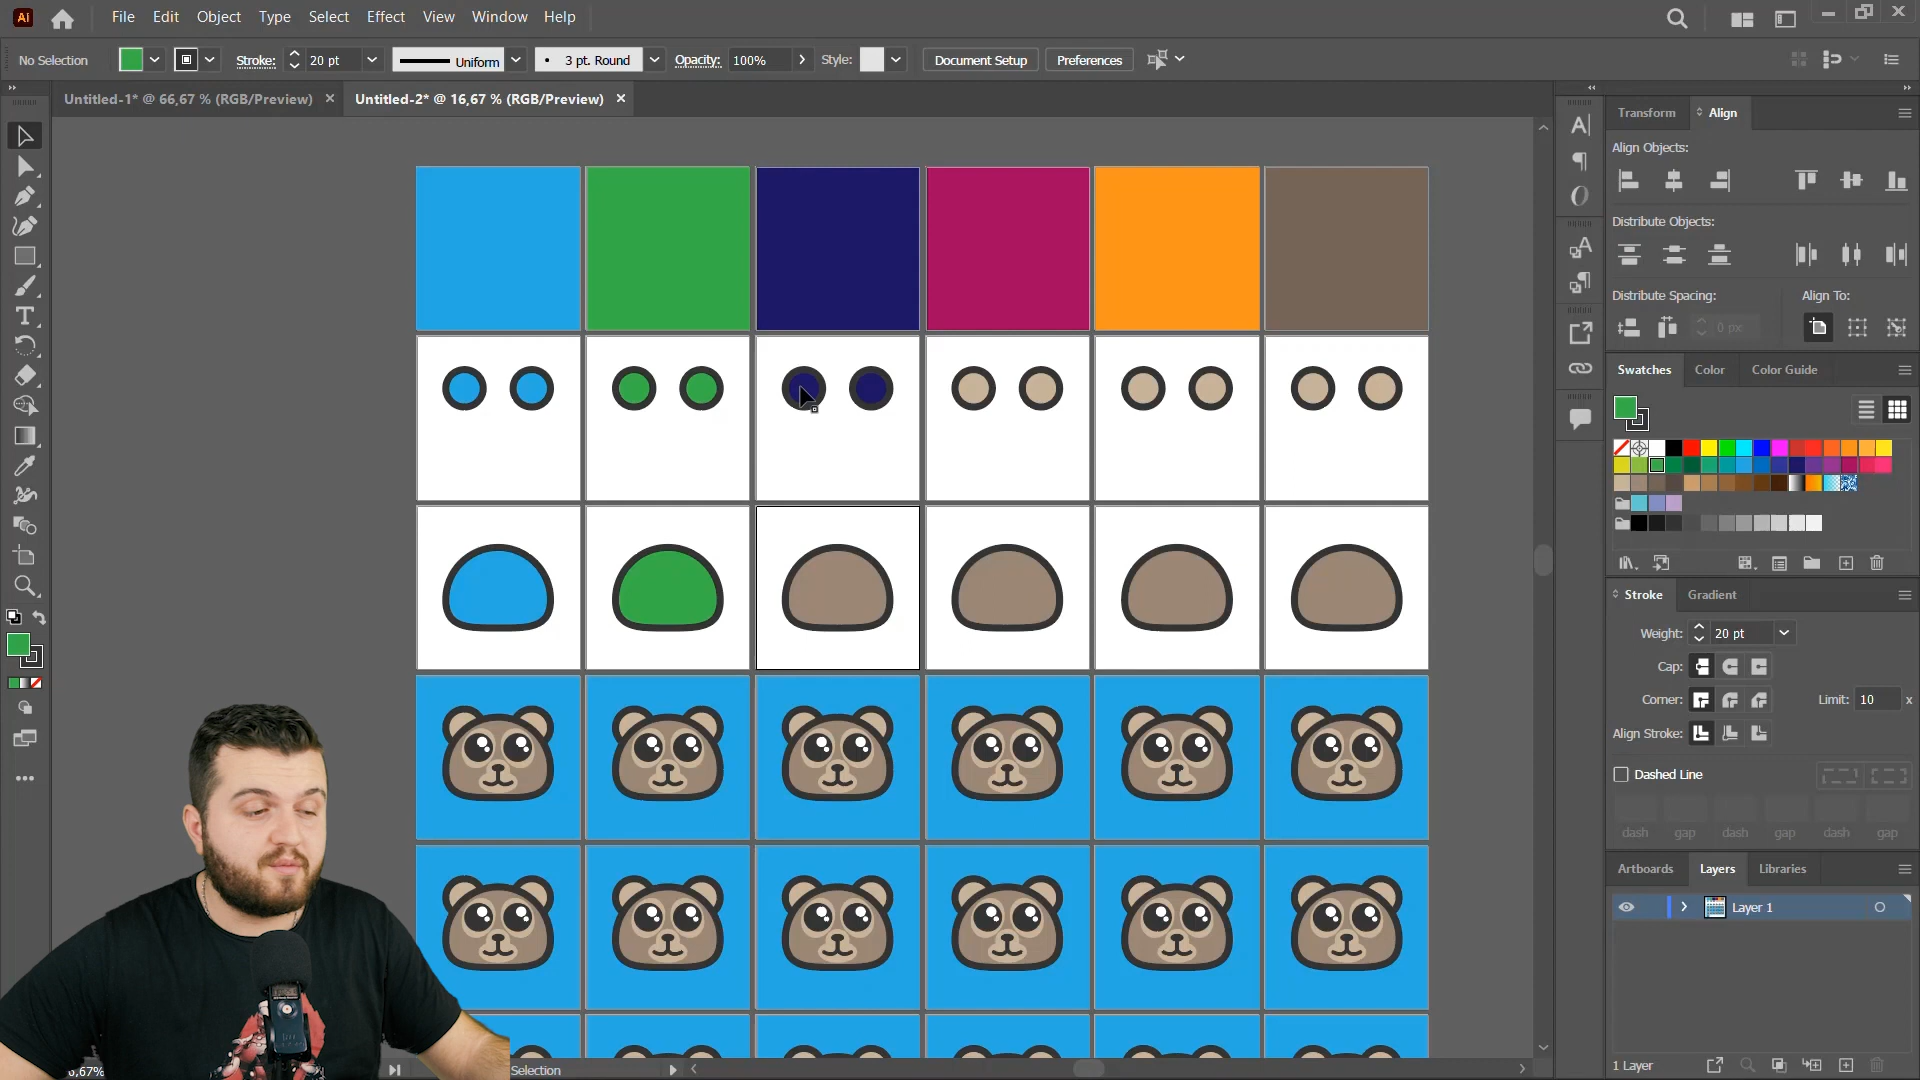 Ai File Edit Object Type Select Effect View Window Help
No Selection Stroke: 20 pt Uniform 3 pt. Round Opacity: 100% Style: Document Setup Preferences
Untitled-1* @ 66,67 % (RGB/Preview) Untitled-2* @ 16,67 % (RGB/Preview)
Transform Align
Align Objects:
Distribute Objects:
Distribute Spacing: Align To:
0 px
Swatches Color Color Guide
Stroke Gradient
Weight: 20 pt
Cap:
Corner: Limit: 10 x
Align Stroke:
Dashed Line
dash gap dash gap dash gap
Artboards Layers Libraries
Layer 1
1 Layer
6,67% Selection